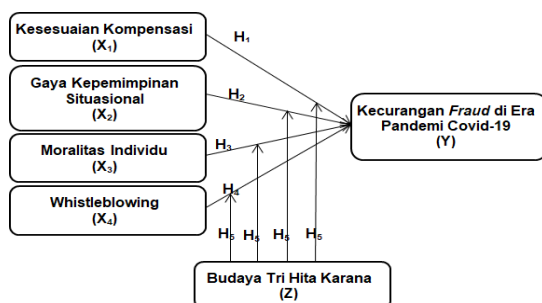 Kesesuaian Kompensasi
(X₁)
H₁
Gaya Kepemimpinan
Situasional
(X₂)
H₂
Kecurangan Fraud di Era
Pandemi Covid-19
(Y)
Moralitas Individu
(X₃)
H₃
Whistleblowing
(X₄)
H₄
H₅
H₅
H₅
H₅
Budaya Tri Hita Karana
(Z)